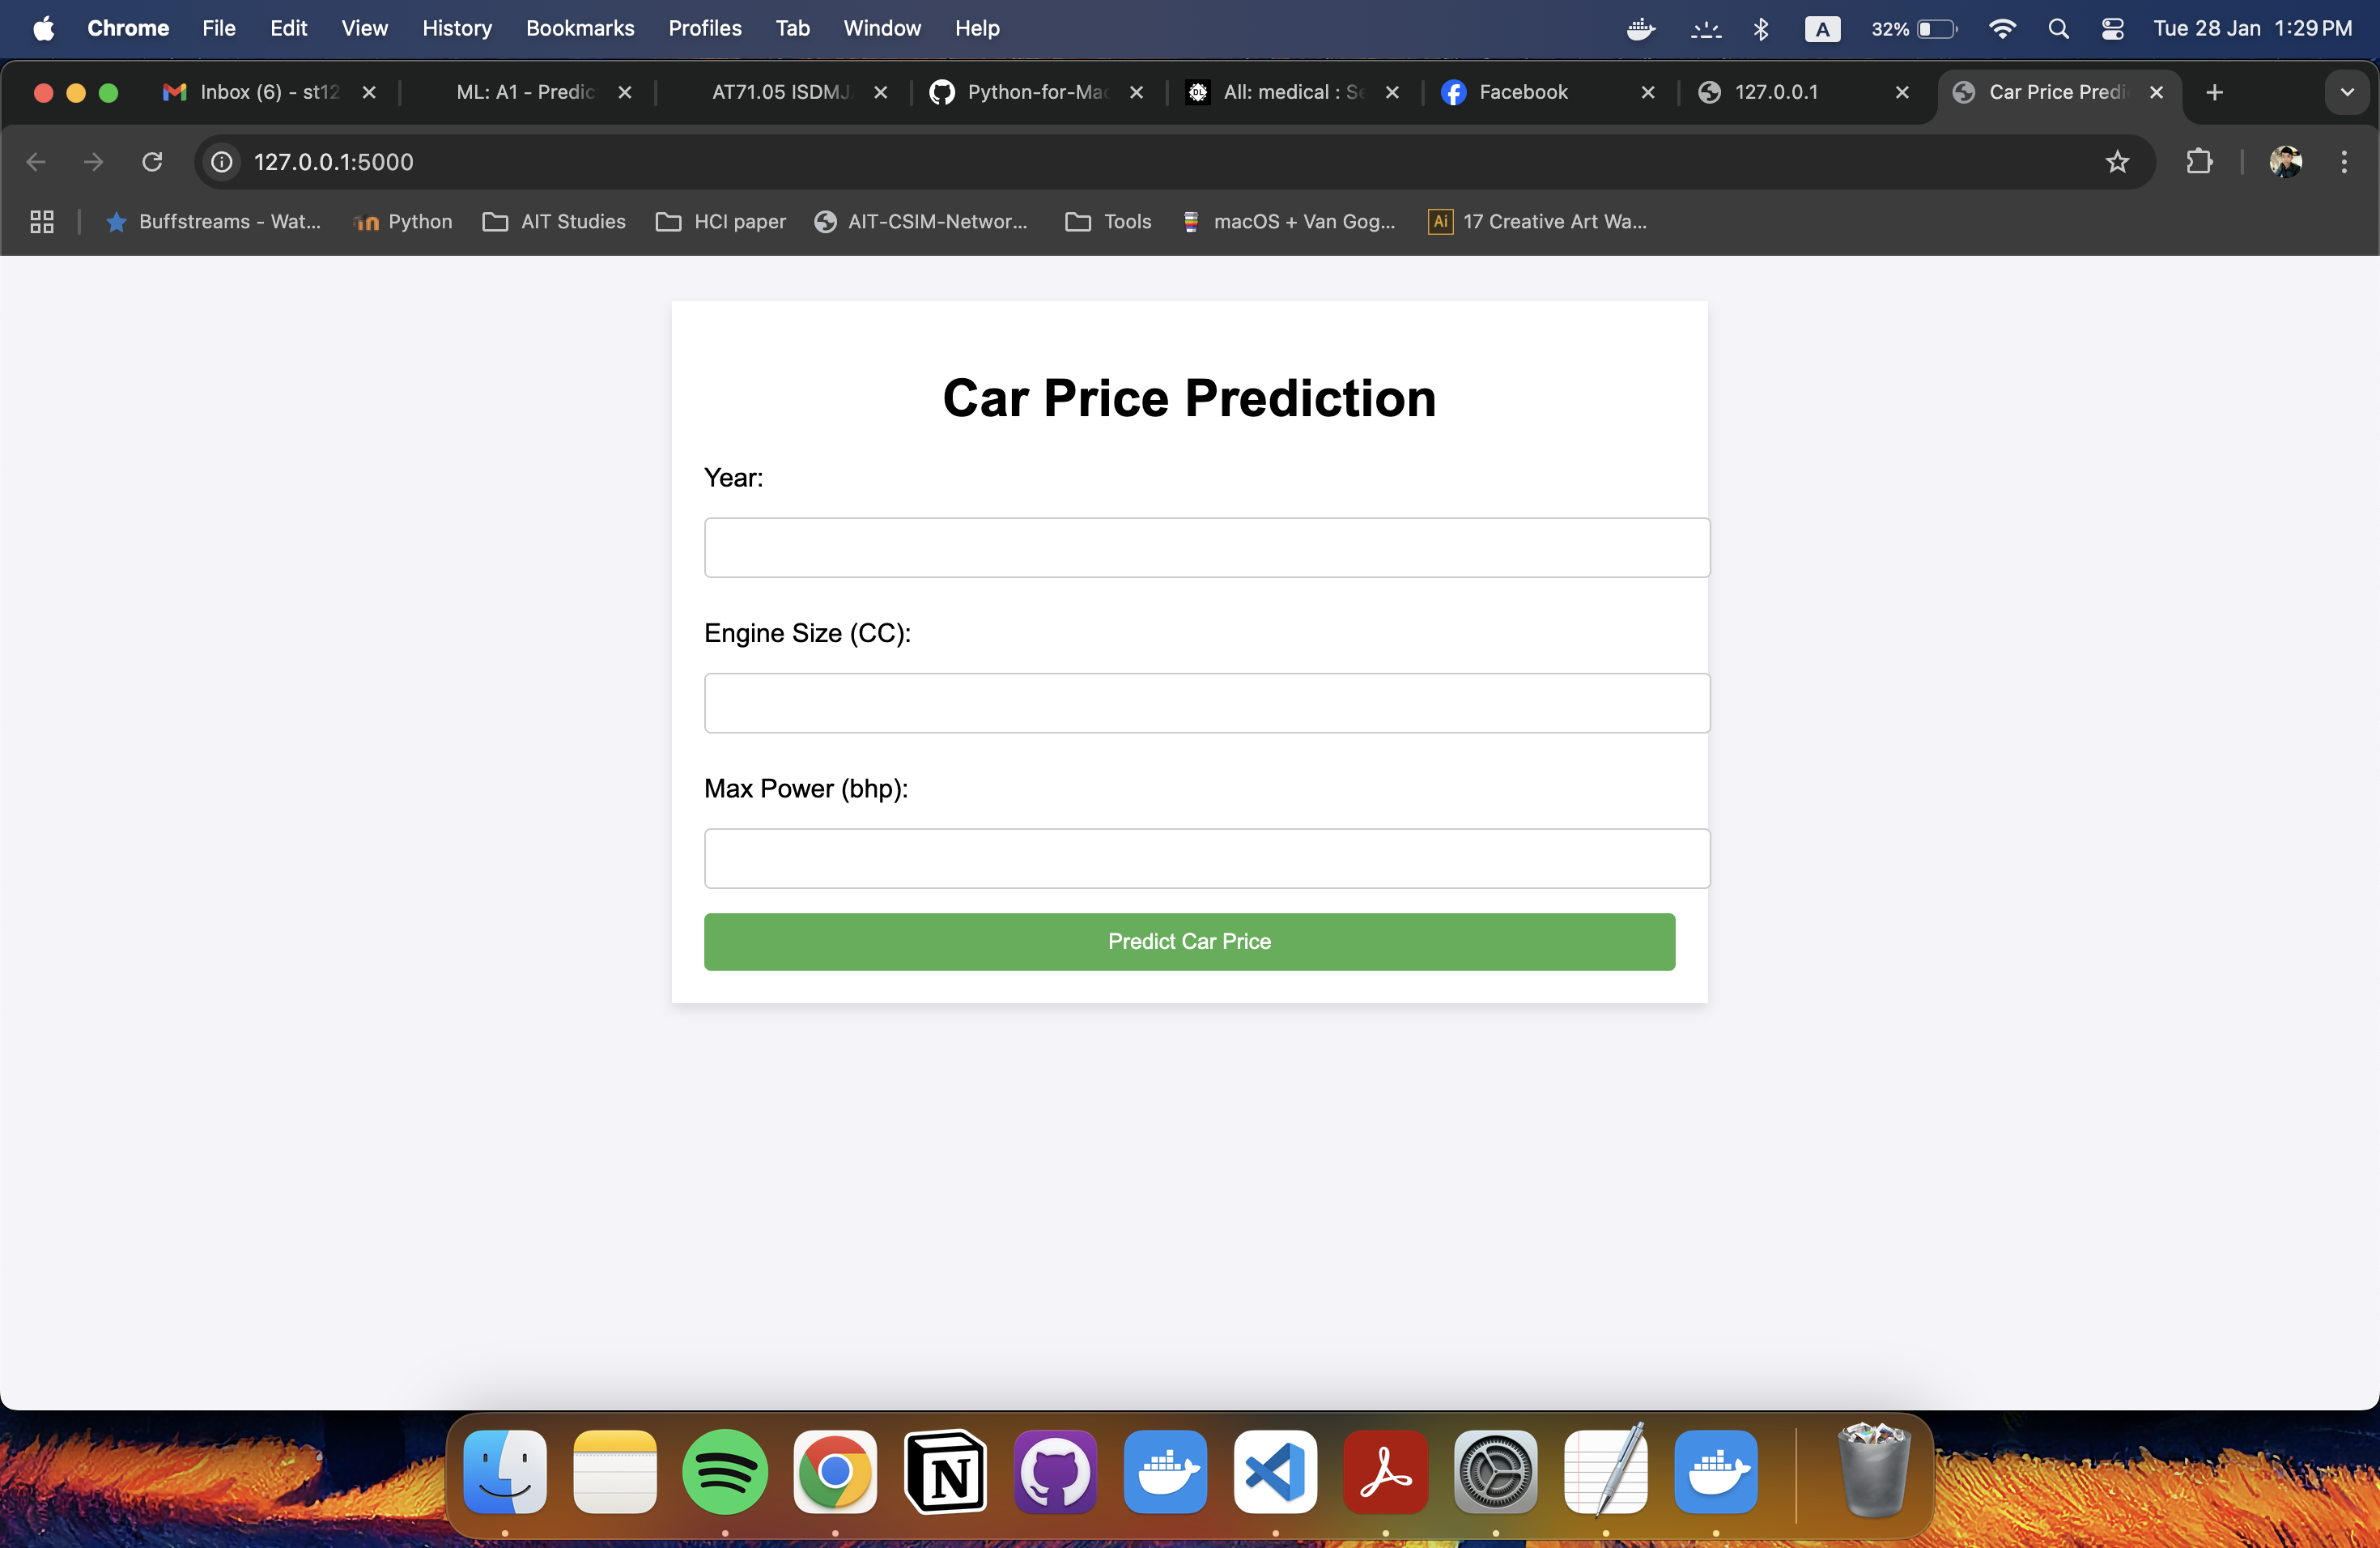 Chrome File Edit View History Bookmarks Profiles Tab Window Help A 32% Tue 28 Jan 1:29 PM
Inbox (6) - st12 ML: A1 - Predic AT71.05 ISDMJ Python-for-Mac All: medical : Se Facebook 127.0.0.1 Car Price Predi
127.0.0.1:5000
Buffstreams - Wat... Python AIT Studies HCI paper AIT-CSIM-Networ... Tools macOS + Van Gog... Ai 17 Creative Art Wa...
Car Price Prediction
Year:
Engine Size (CC):
Max Power (bhp):
Predict Car Price